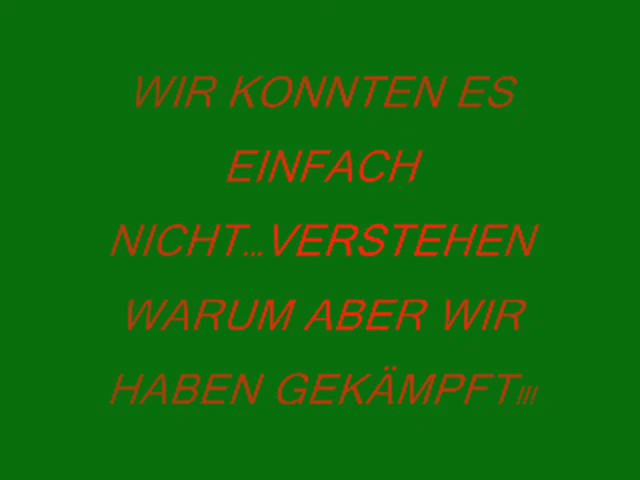 WIR KONNTEN ES
EINFACH
NICHT...VERSTEHEN
WARUM ABER WIR
HABEN GEKÄMPFT!!!